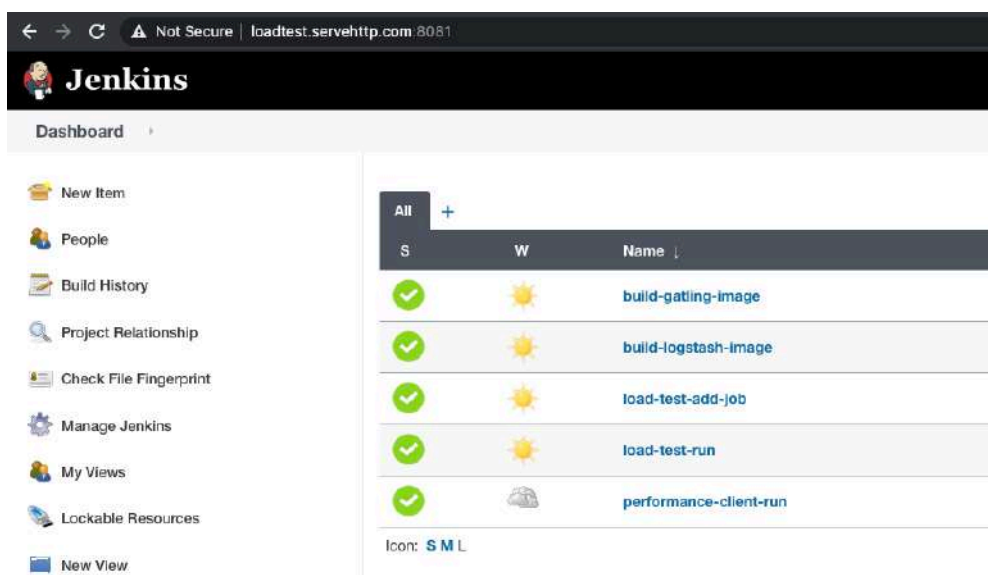 Not Secure | loadtest.servehttp.com:8081
Jenkins
Dashboard
New Item
People
Build History
Project Relationship
Check File Fingerprint
Manage Jenkins
My Views
Lockable Resources
New View
All +
S W Name ↓
build-gatling-image
build-logstash-image
load-test-add-job
load-test-run
performance-client-run
Icon: S M L